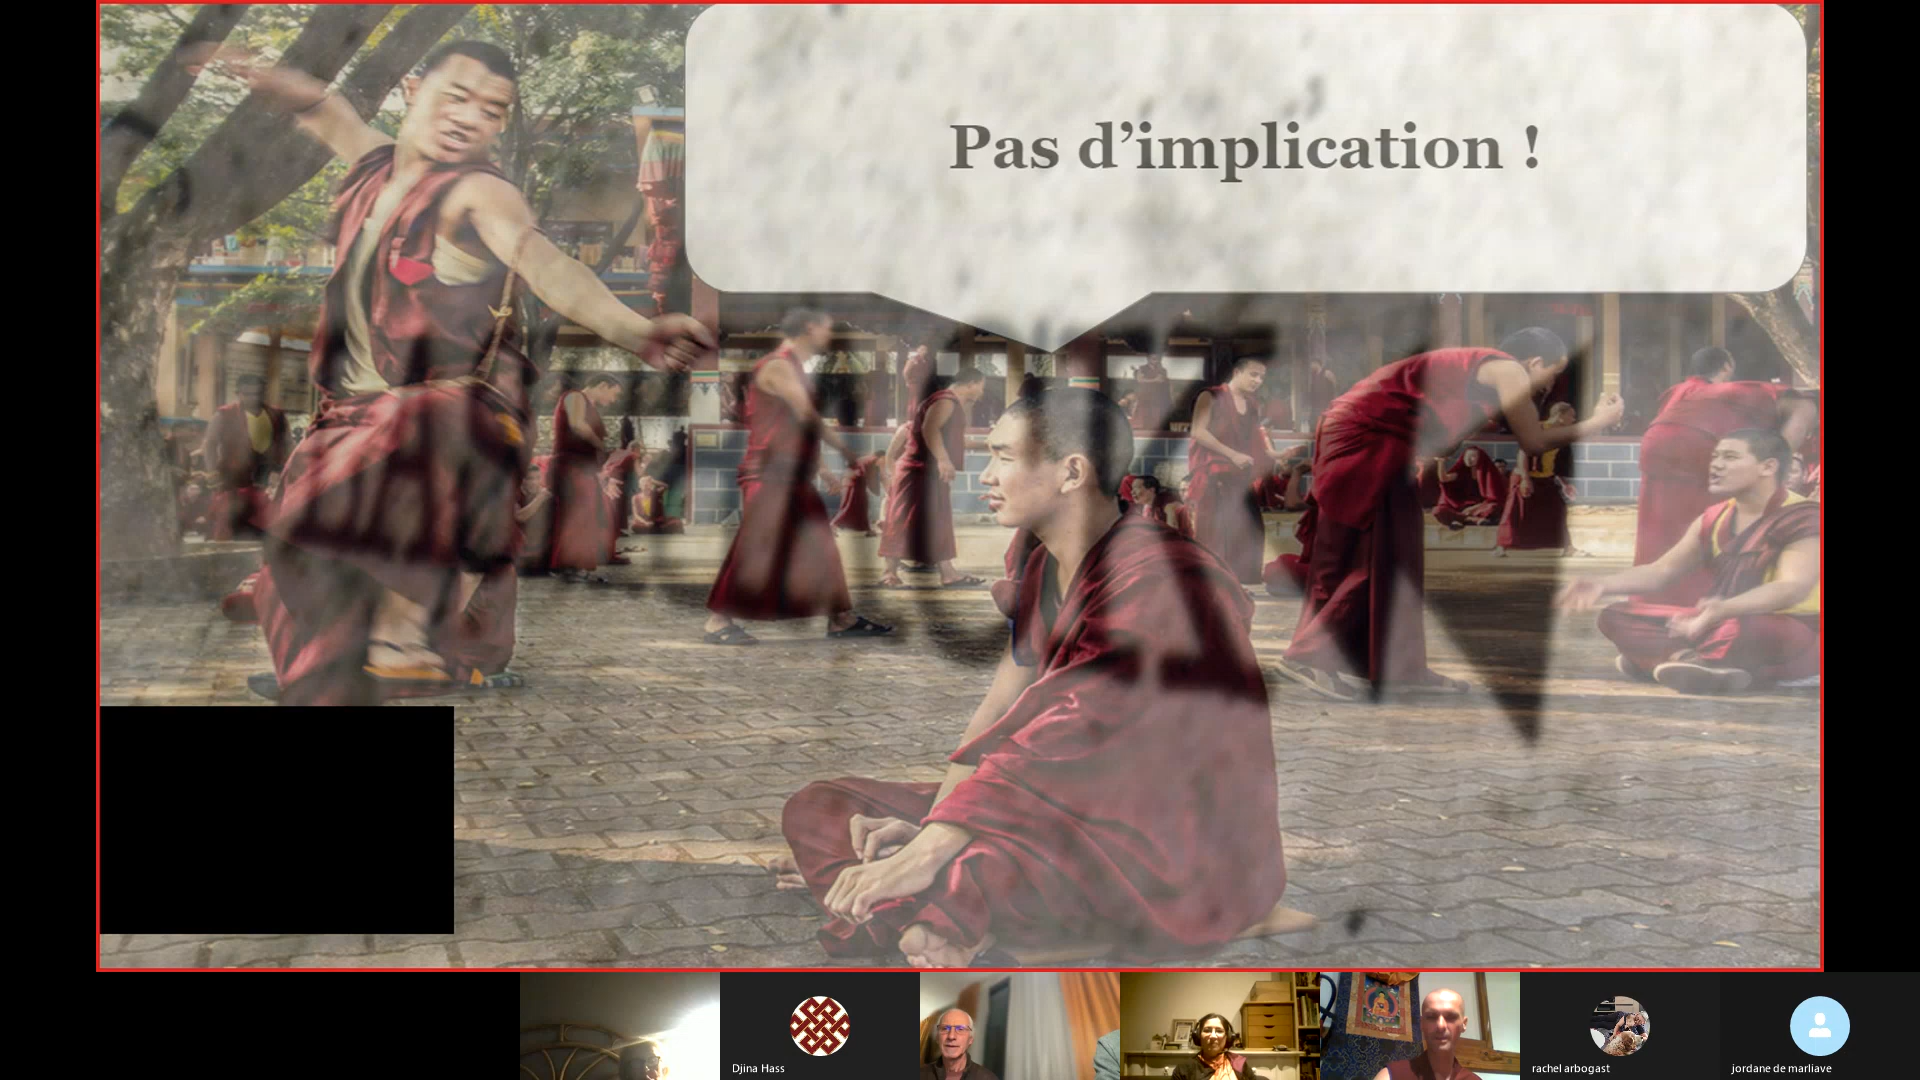 Pas d’implication !
Djina Hass
rachel arbogast
jordane de marliave